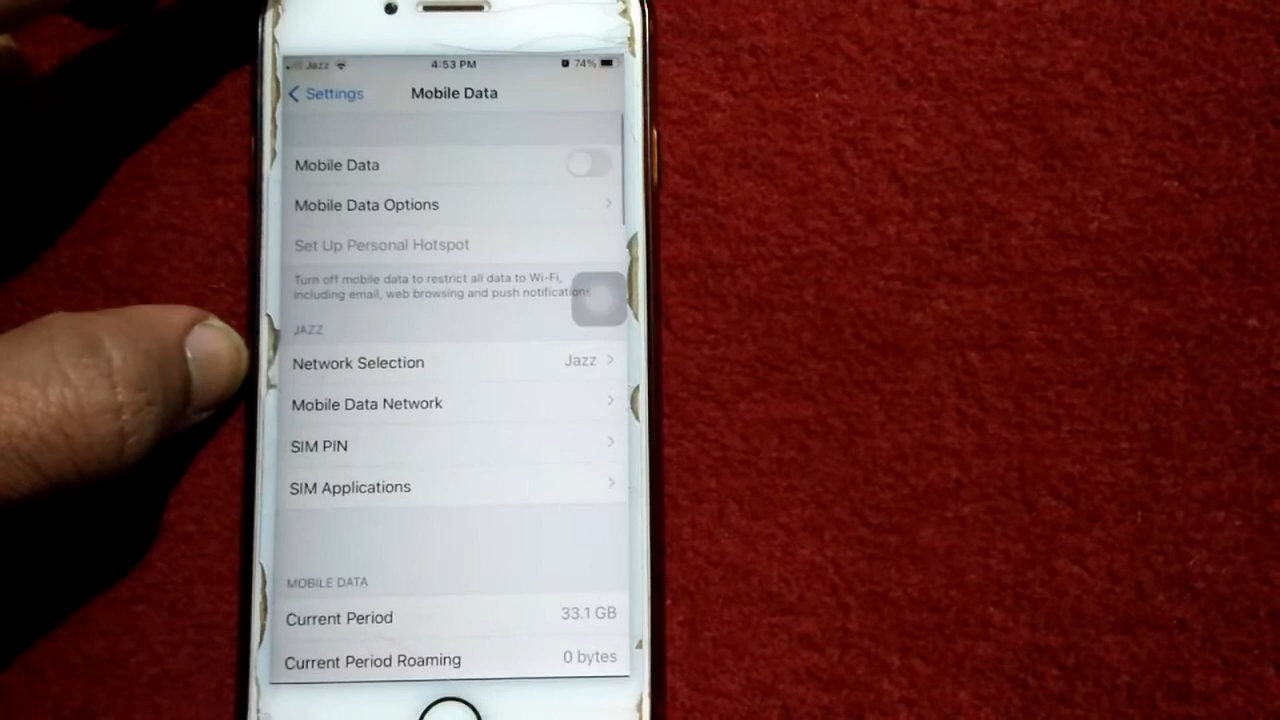 Jazz 4:53 PM 74%
Settings Mobile Data
Mobile Data
Mobile Data Options
Set Up Personal Hotspot
Turn off mobile data to restrict all data to Wi-Fi,
including email, web browsing and push notifications
JAZZ
Network Selection Jazz
Mobile Data Network
SIM PIN
SIM Applications
MOBILE DATA
Current Period 33.1 GB
Current Period Roaming 0 bytes